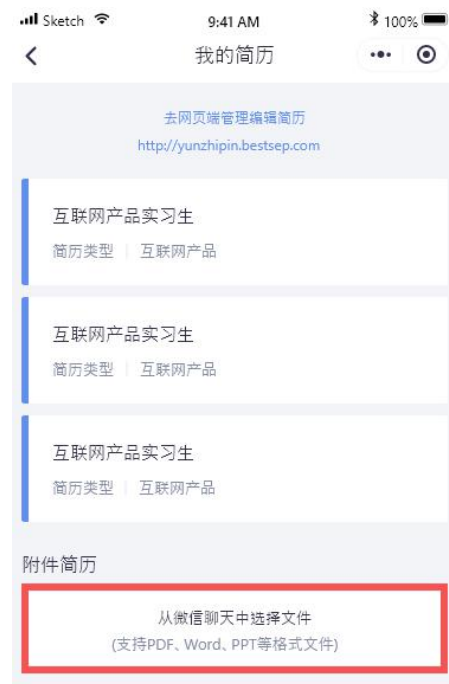 Sketch 9:41 AM 100%
我的简历
去网页端管理编辑简历
http://yunzhipin.bestsep.com
互联网产品实习生
简历类型 | 互联网产品
互联网产品实习生
简历类型 | 互联网产品
互联网产品实习生
简历类型 | 互联网产品
附件简历
从微信聊天中选择文件
(支持PDF、Word、PPT等格式文件)